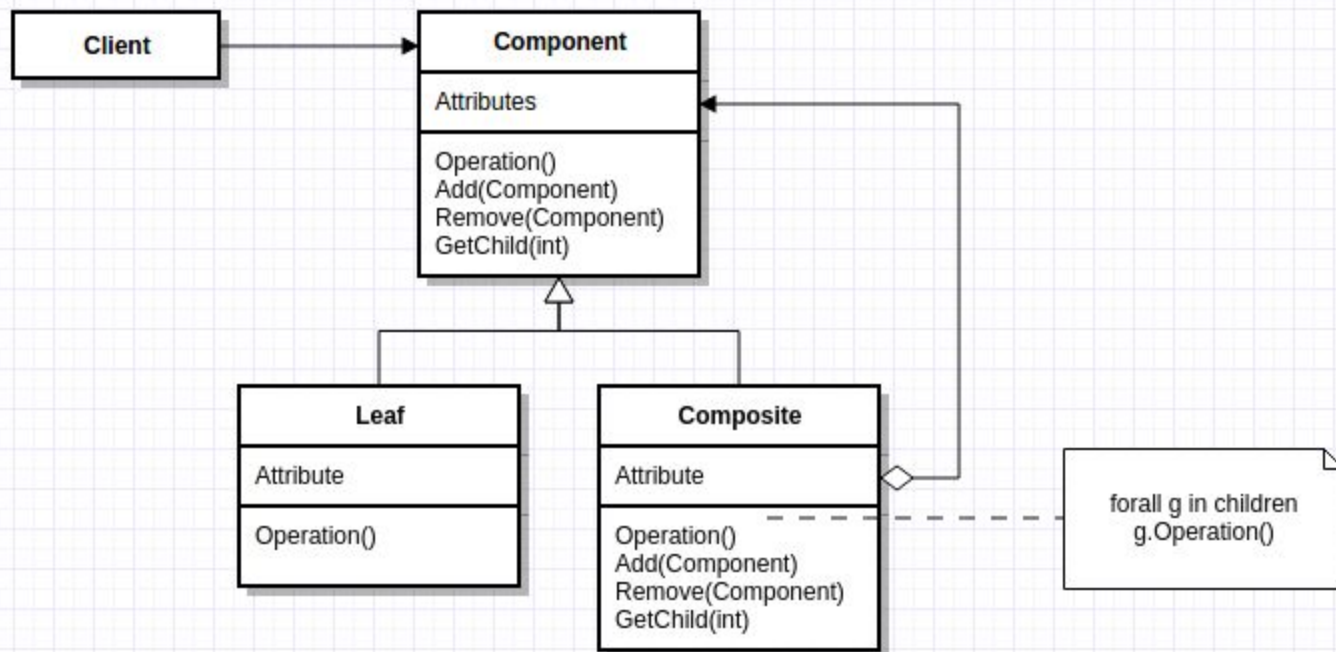 Client
Component
Attributes
Operation()
Add(Component)
Remove(Component)
GetChild(int)
Leaf
Attribute
Operation()
Composite
Attribute
Operation()
Add(Component)
Remove(Component)
GetChild(int)
forall g in children
g.Operation()